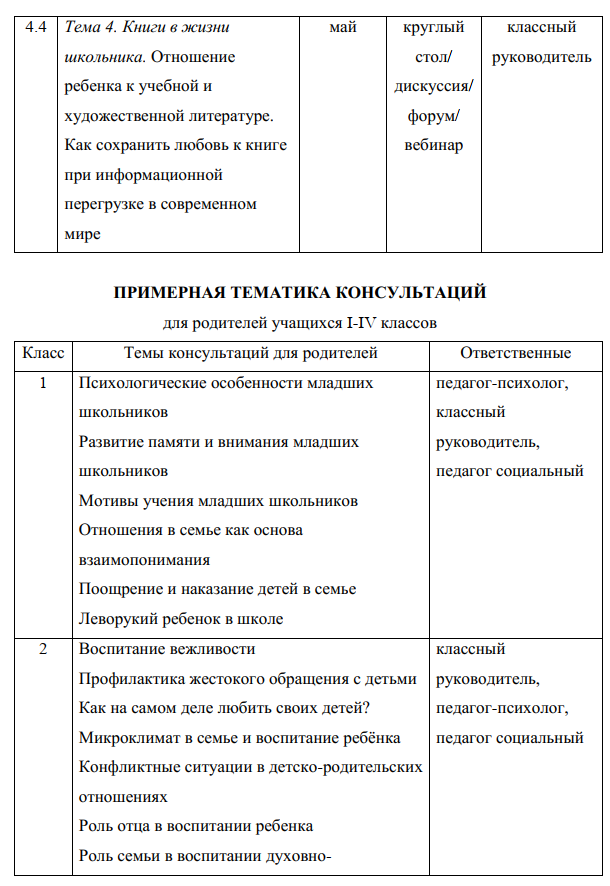 4.4 Тема 4. Книги в жизни май круглый классный
школьника. Отношение стол/ руководитель
ребенка к учебной и дискуссия/
художественной литературе. форум/
Как сохранить любовь к книге вебинар
при информационной
перегрузке в современном
мире
ПРИМЕРНАЯ ТЕМАТИКА КОНСУЛЬТАЦИЙ
для родителей учащихся I-IV классов
Класс Темы консультаций для родителей Ответственные
1 Психологические особенности младших педагог-психолог,
школьников классный
Развитие памяти и внимания младших руководитель,
школьников педагог социальный
Мотивы учения младших школьников
Отношения в семье как основа
взаимопонимания
Поощрение и наказание детей в семье
Леворукий ребенок в школе
2 Воспитание вежливости классный
Профилактика жестокого обращения с детьми руководитель,
Как на самом деле любить своих детей? педагог-психолог,
Микроклимат в семье и воспитание ребёнка педагог социальный
Конфликтные ситуации в детско-родительских
отношениях
Роль отца в воспитании ребенка
Роль семьи в воспитании духовно-